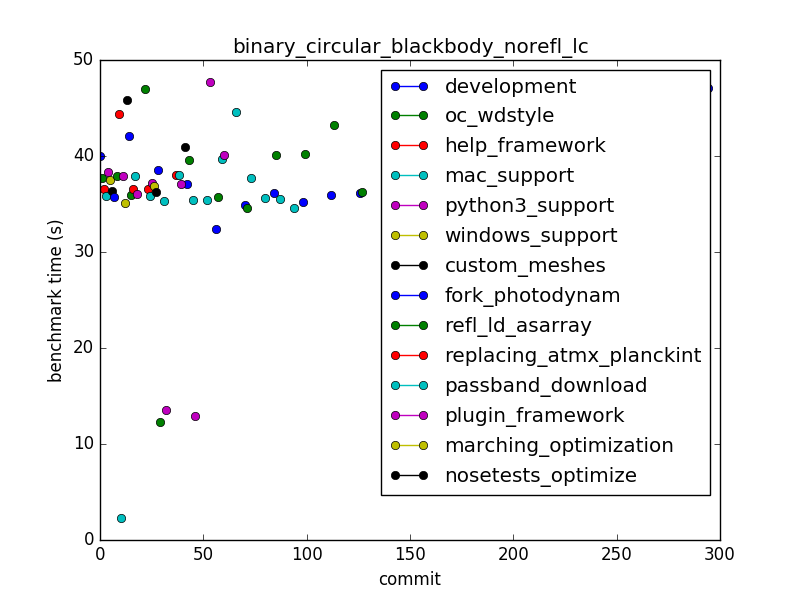 binary_circular_blackbody_norefl_lc
50
40
30
20
10
0
benchmark time (s)
development
oc_wdstyle
help_framework
mac_support
python3_support
windows_support
custom_meshes
fork_photodynam
refl_ld_asarray
replacing_atmx_planckint
passband_download
plugin_framework
marching_optimization
nosetests_optimize
0 50 100 150 200 250 300
commit